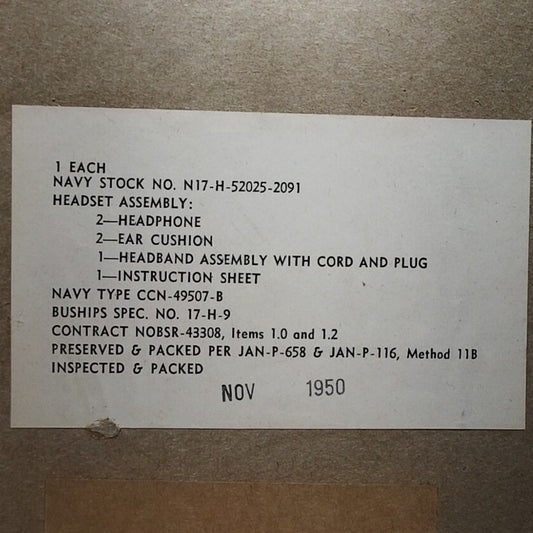 1 EACH
NAVY STOCK NO. N17-H-52025-2091
HEADSET ASSEMBLY:
2—HEADPHONE
2—EAR CUSHION
1—HEADBAND ASSEMBLY WITH CORD AND PLUG
1—INSTRUCTION SHEET
NAVY TYPE CCN-49507-B
BUSHIPS SPEC. NO. 17-H-9
CONTRACT NOBSR-43308, Items 1.0 and 1.2
PRESERVED & PACKED PER JAN-P-658 & JAN-P-116, Method 11B
INSPECTED & PACKED
NOV 1950